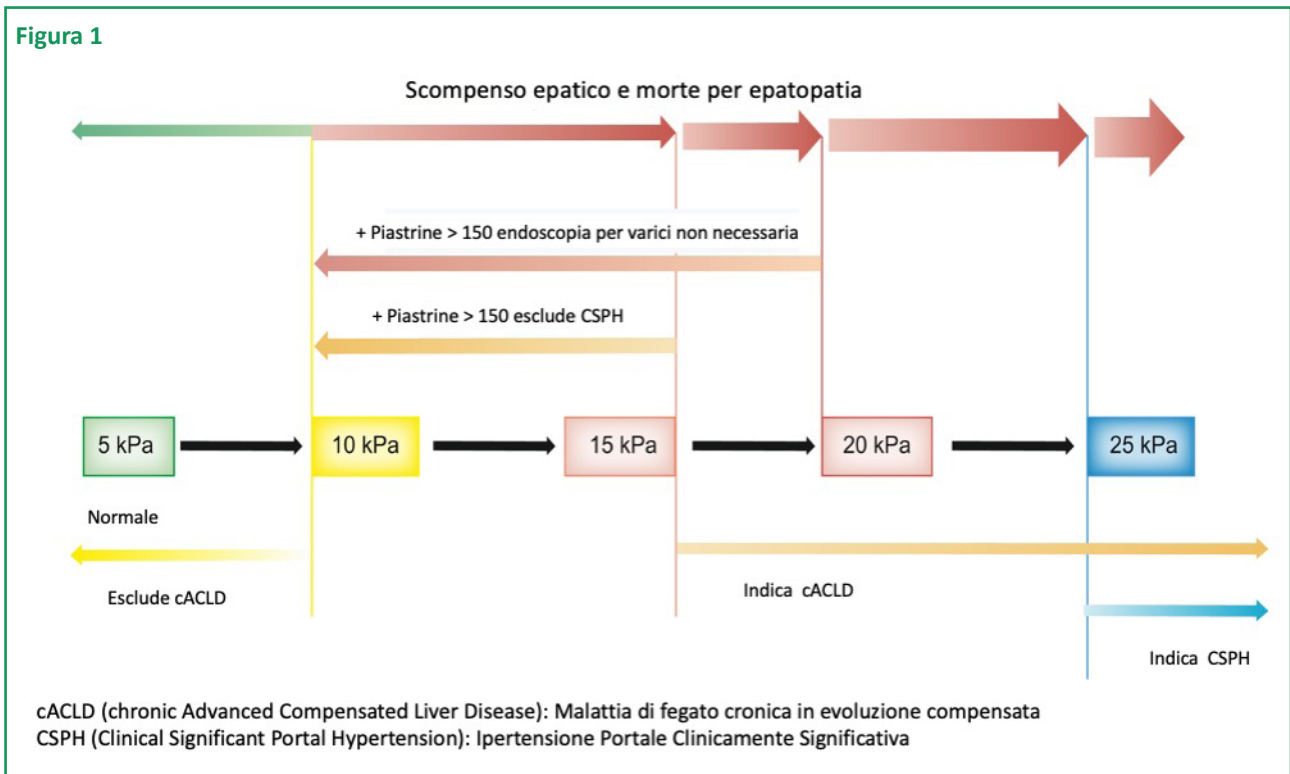 Figura 1
Scompenso epatico e morte per epatopatia
+ Piastrine > 150 endoscopia per varici non necessaria
+ Piastrine > 150 esclude CSPH
5 kPa
10 kPa
15 kPa
20 kPa
25 kPa
Normale
Esclude cACLD
Indica cACLD
Indica CSPH
cACLD (chronic Advanced Compensated Liver Disease): Malattia di fegato cronica in evoluzione compensata
CSPH (Clinical Significant Portal Hypertension): Ipertensione Portale Clinicamente Significativa